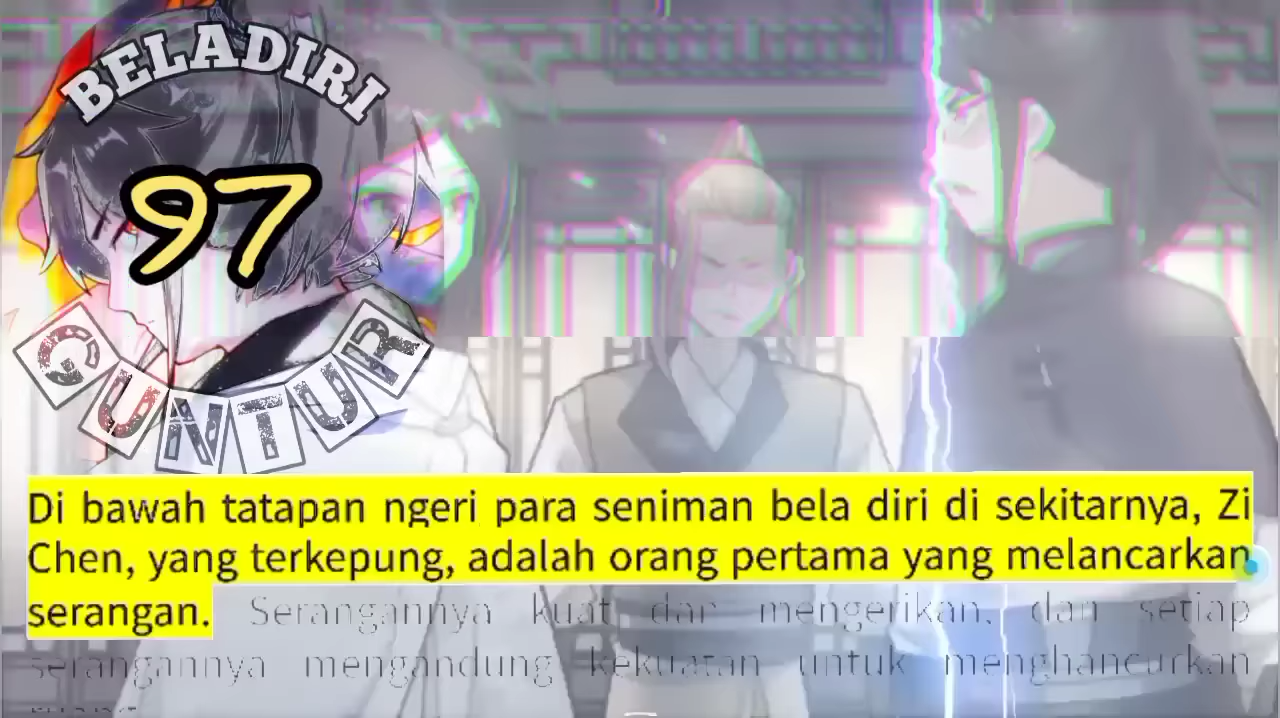 BELADIRI
97
GUNTUR
Di bawah tatapan ngeri para seniman bela diri di sekitarnya, Zi
Chen, yang terkepung, adalah orang pertama yang melancarkan
serangan. Serangannya kuat dan mengerikan, dan setiap
serangannya mengandung kekuatan untuk menghancurkan